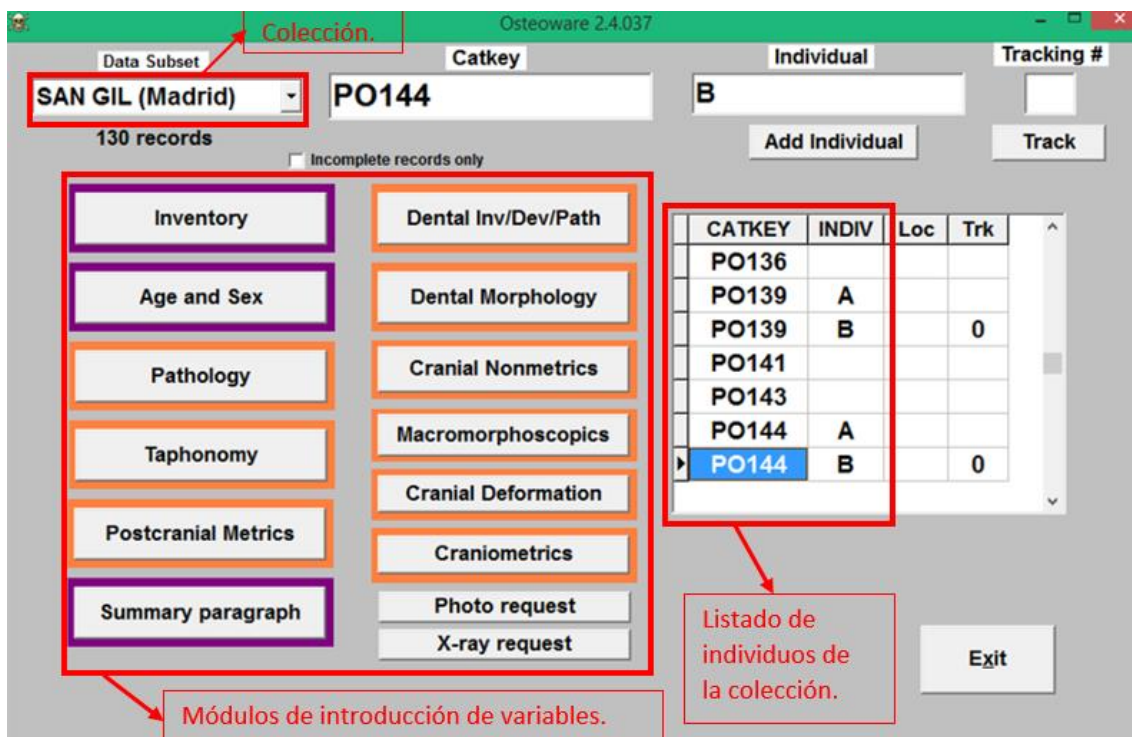 Osteoware 2.4.037
Colección.
Data Subset
Catkey
Individual
Tracking #
SAN GIL (Madrid)
PO144
B
130 records
Add Individual
Track
Incomplete records only
Inventory
Dental Inv/Dev/Path
Age and Sex
Dental Morphology
Pathology
Cranial Nonmetrics
Taphonomy
Macromorphoscopics
Cranial Deformation
Postcranial Metrics
Craniometrics
Summary paragraph
Photo request
X-ray request
CATKEY INDIV Loc Trk
PO136
PO139 A
PO139 B 0
PO141
PO143
PO144 A
PO144 B 0
Listado de
individuos de
la colección.
Exit
Módulos de introducción de variables.